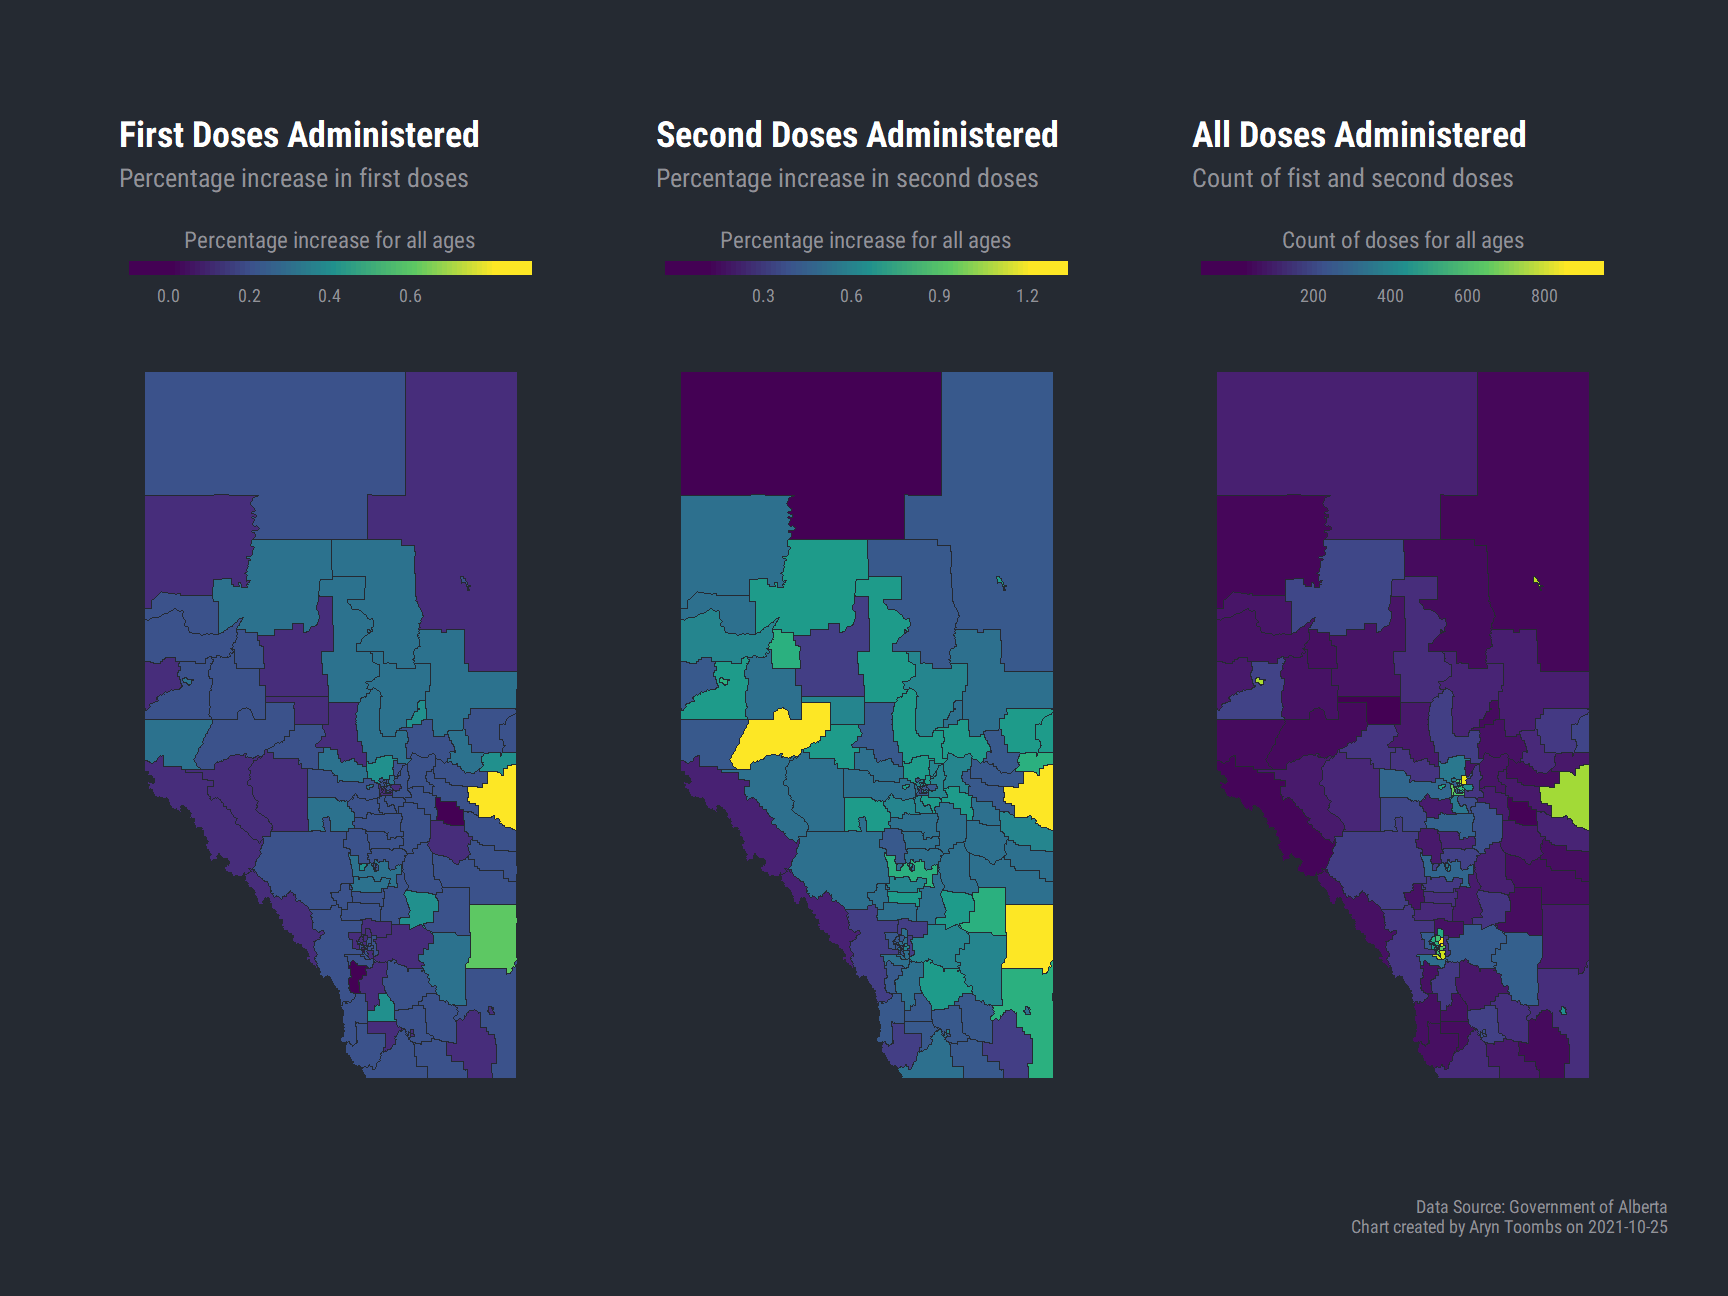 First Doses Administered
Percentage increase in first doses
Percentage increase for all ages
0.0 0.2 0.4 0.6
Second Doses Administered
Percentage increase in second doses
Percentage increase for all ages
0.3 0.6 0.9 1.2
All Doses Administered
Count of fist and second doses
Count of doses for all ages
200 400 600 800
Data Source: Government of Alberta
Chart created by Aryn Toombs on 2021-10-25